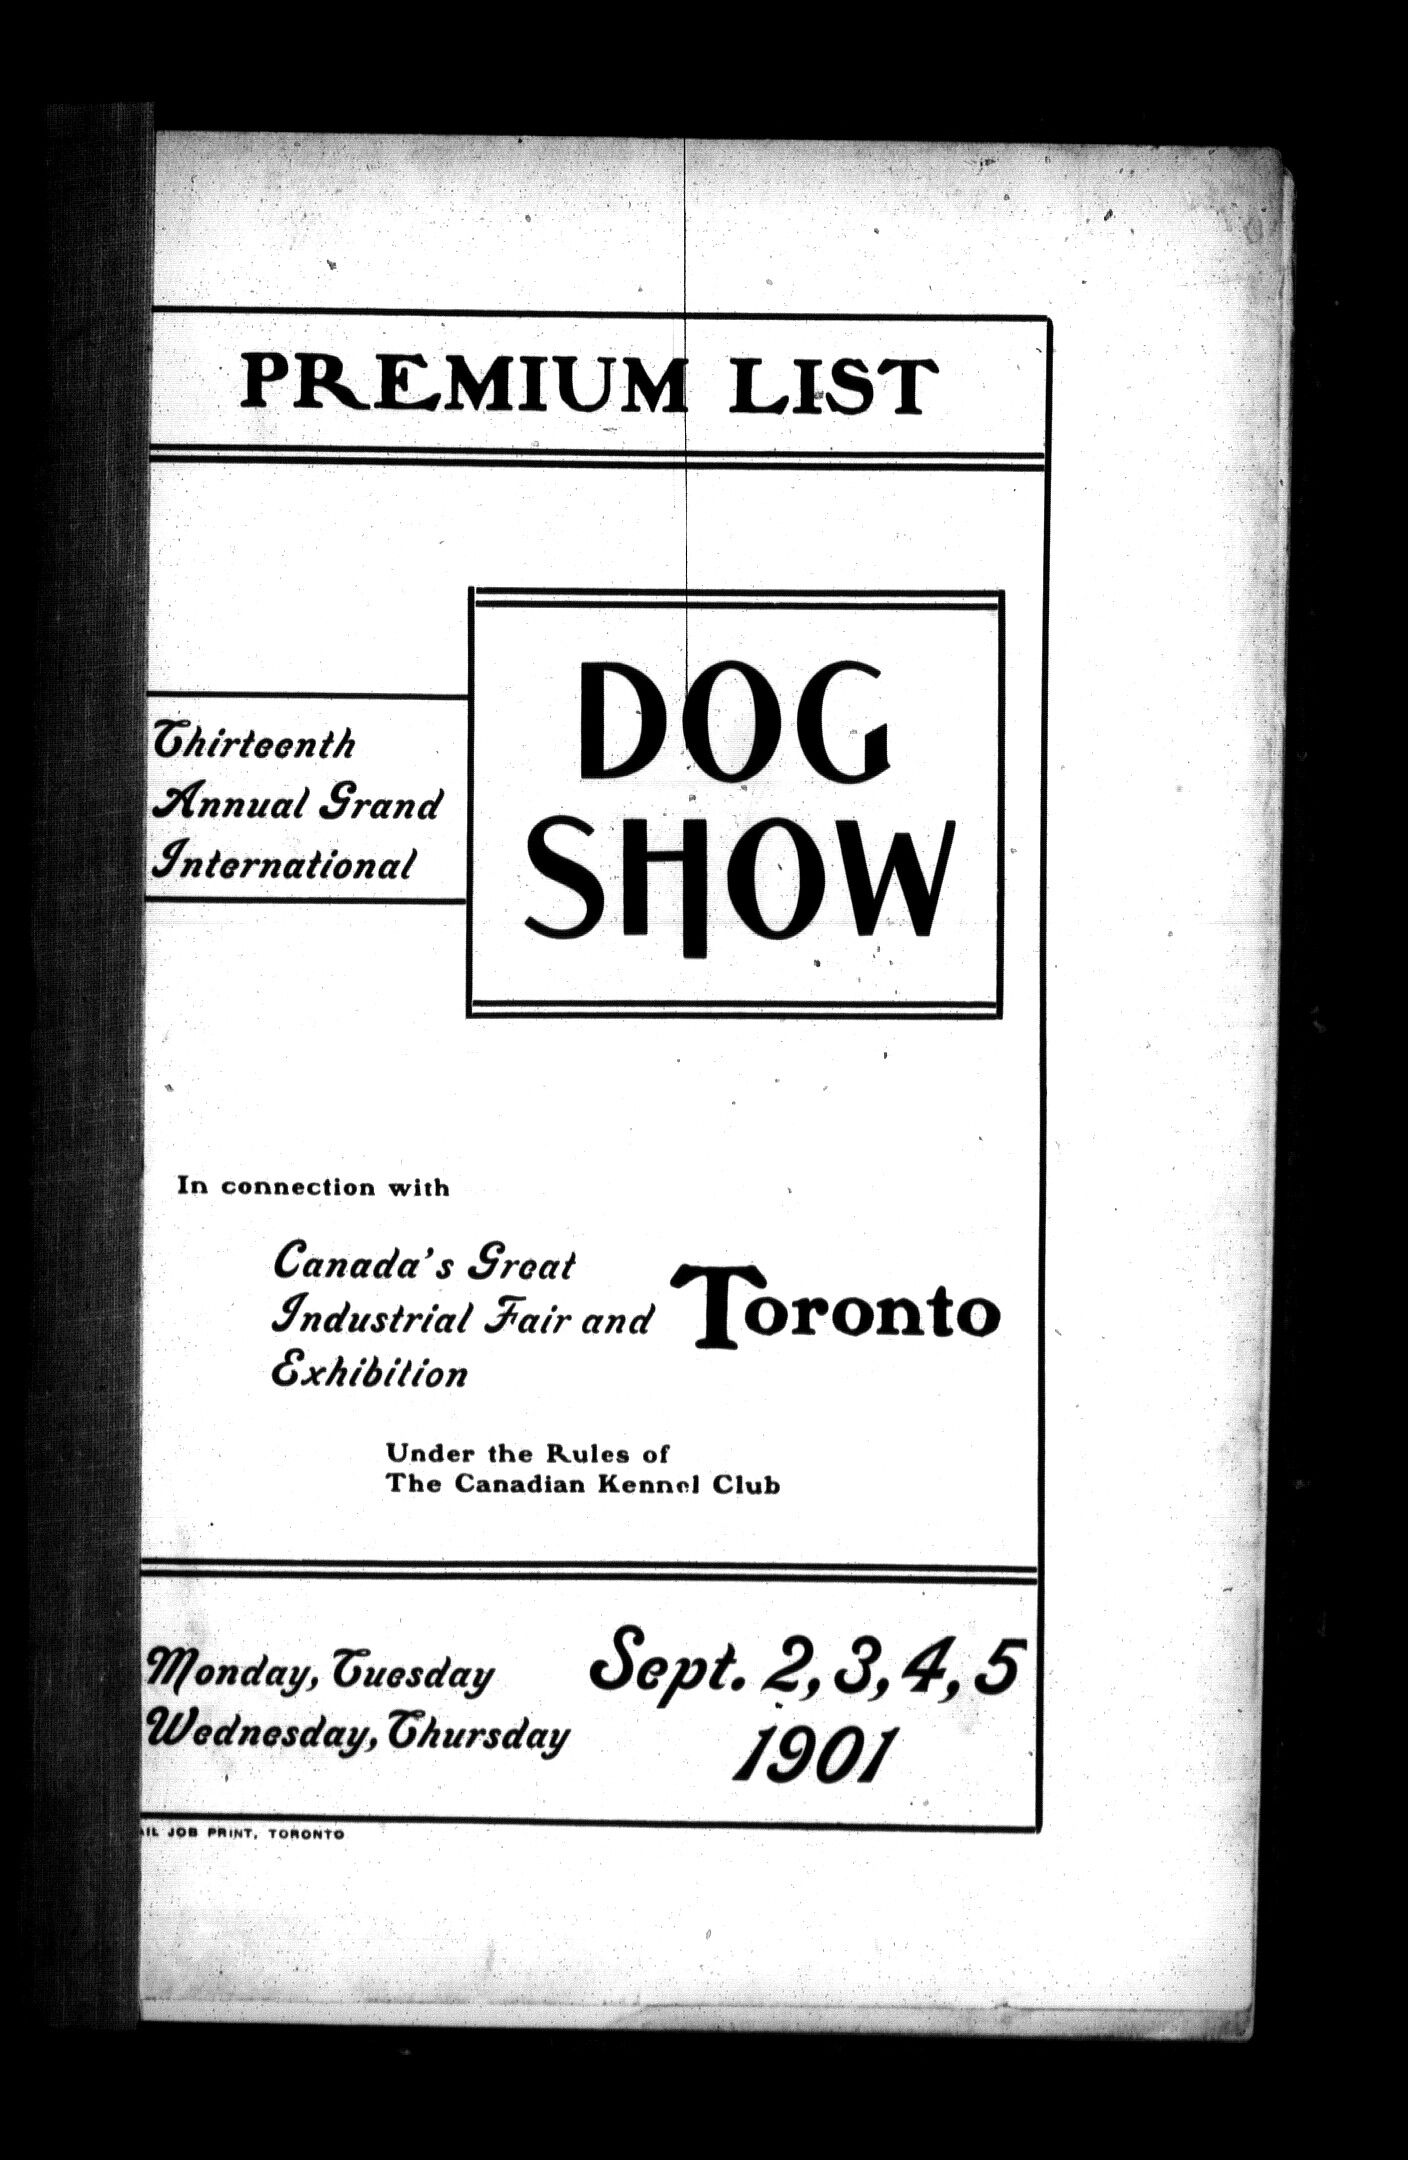 PREMIUM LIST
Thirteenth
Annual Grand
International
DOG
SHOW
In connection with
Canada's Great
Industrial Fair and
Exhibition
Toronto
Under the Rules of
The Canadian Kennel Club
Monday, Tuesday
Wednesday, Thursday
Sept. 2, 3, 4, 5
1901
JOB PRINT, TORONTO